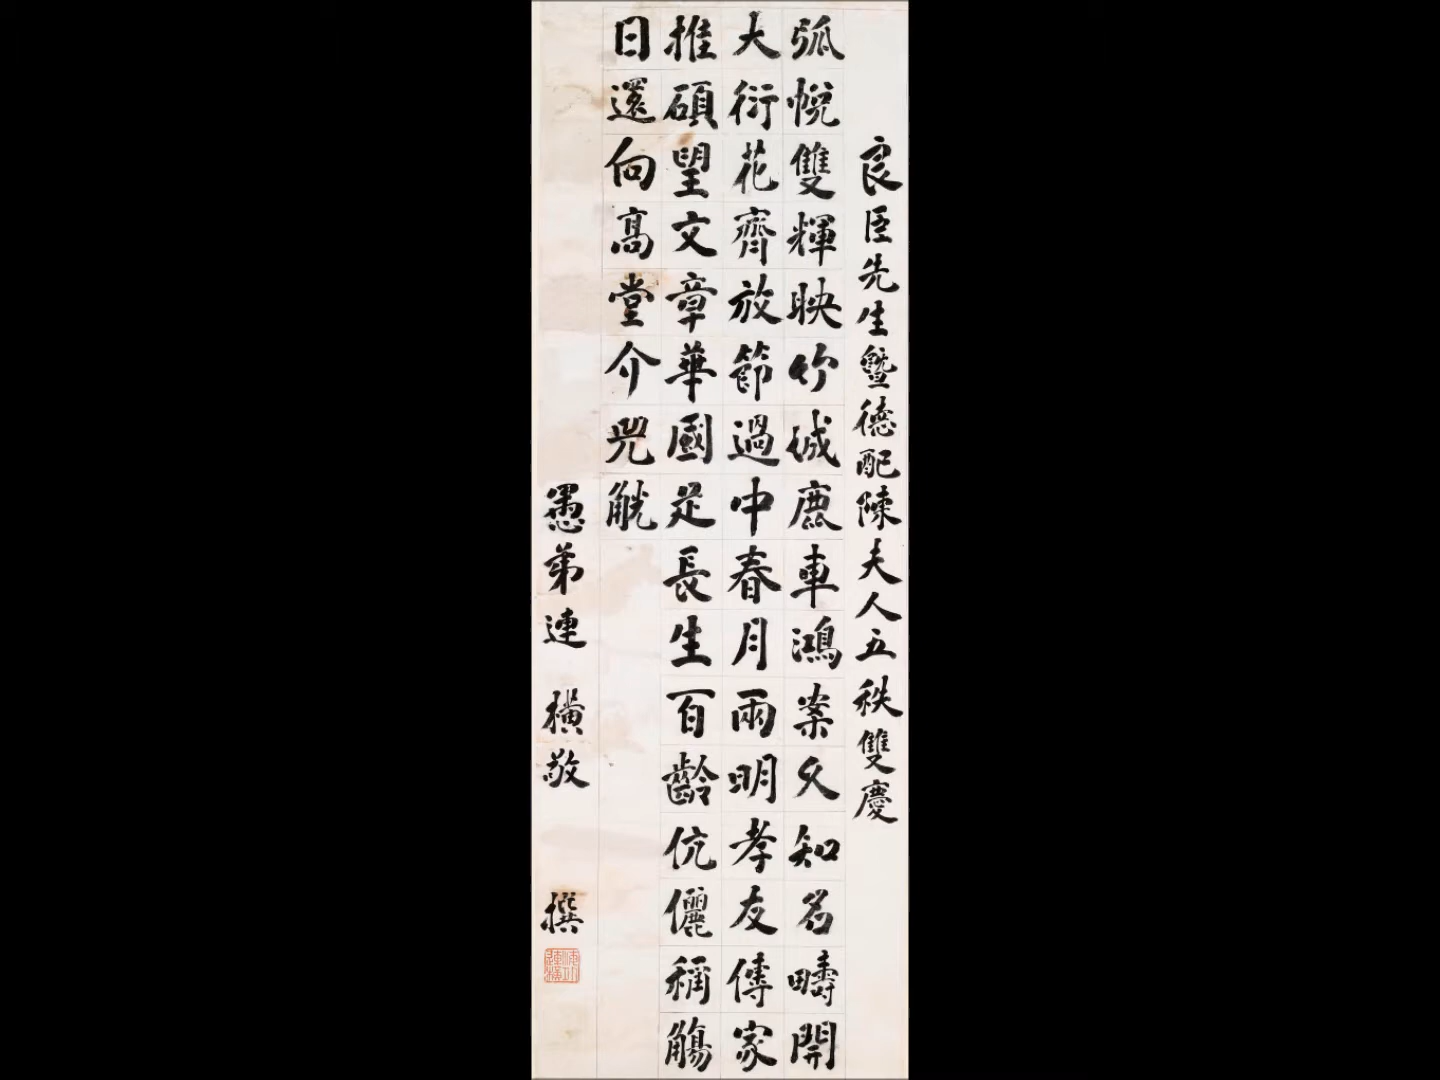 良臣先生曁德配陳夫人五秩雙慶
弧帨雙輝映竹城鹿車鴻案久知名疇開
大衍花齊放節過中春月兩明孝友傳家
推碩望文章華國足長生百齡伉儷稱觴
日還向高堂介兕觥
愚弟連橫敬撰